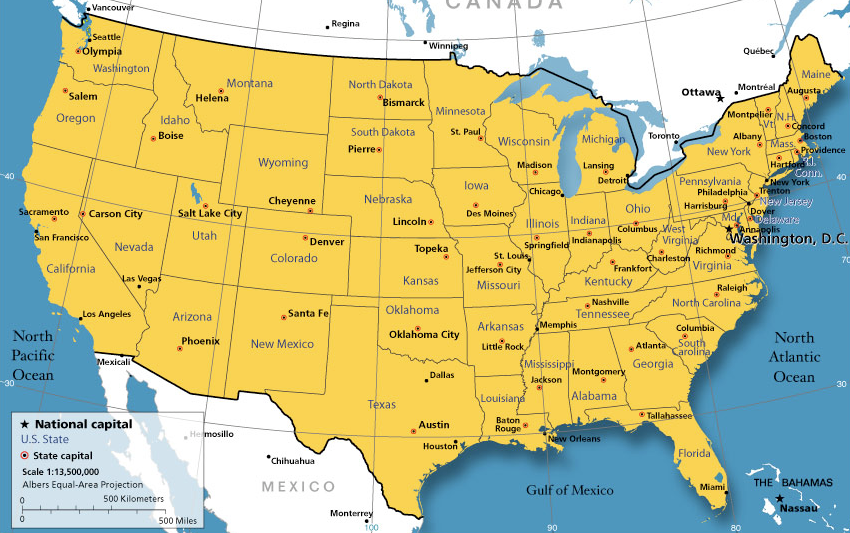 CANADA
Vancouver
Regina
Winnipeg
Québec
Seattle
Olympia
Washington
Montana
Helena
North Dakota
Bismarck
Minnesota
St. Paul
Ottawa
Montréal
Maine
Augusta
Salem
Oregon
Idaho
Boise
South Dakota
Pierre
Wisconsin
Madison
Michigan
Lansing
Detroit
Toronto
Montpelier
Vt.
N.H.
Concord
Albany
Boston
Mass.
Providence
New York
Hartford
R.I.
Conn.
Wyoming
Cheyenne
Nebraska
Lincoln
Iowa
Des Moines
Chicago
Pennsylvania
New York
Philadelphia
Trenton
Harrisburg
New Jersey
40
40
Sacramento
Carson City
San Francisco
Nevada
Salt Lake City
Utah
Denver
Colorado
Topeka
Kansas
Illinois
Springfield
Indiana
Indianapolis
Ohio
Columbus
Md.
Dover
Delaware
Annapolis
Washington, D.C.
West
Virginia
Charleston
Richmond
Virginia
70
St. Louis
Jefferson City
Missouri
Frankfort
Kentucky
California
Las Vegas
Los Angeles
Arizona
Phoenix
Santa Fe
New Mexico
Oklahoma
Oklahoma City
Arkansas
Little Rock
Nashville
Tennessee
Memphis
Raleigh
North Carolina
Columbia
South
Carolina
North
Pacific
Ocean
North
Atlantic
Ocean
Mexicali
Dallas
Texas
Austin
Houston
Mississippi
Jackson
Montgomery
Alabama
Atlanta
Georgia
Louisiana
Baton
Rouge
New Orleans
Tallahassee
Florida
Miami
30
30
Hermosillo
Chihuahua
MEXICO
Monterrey
Gulf of Mexico
THE BAHAMAS
Nassau
100
90
80
National capital
U.S. State
State capital
Scale 1:13,500,000
Albers Equal-Area Projection
0 500 Kilometers
0 500 Miles